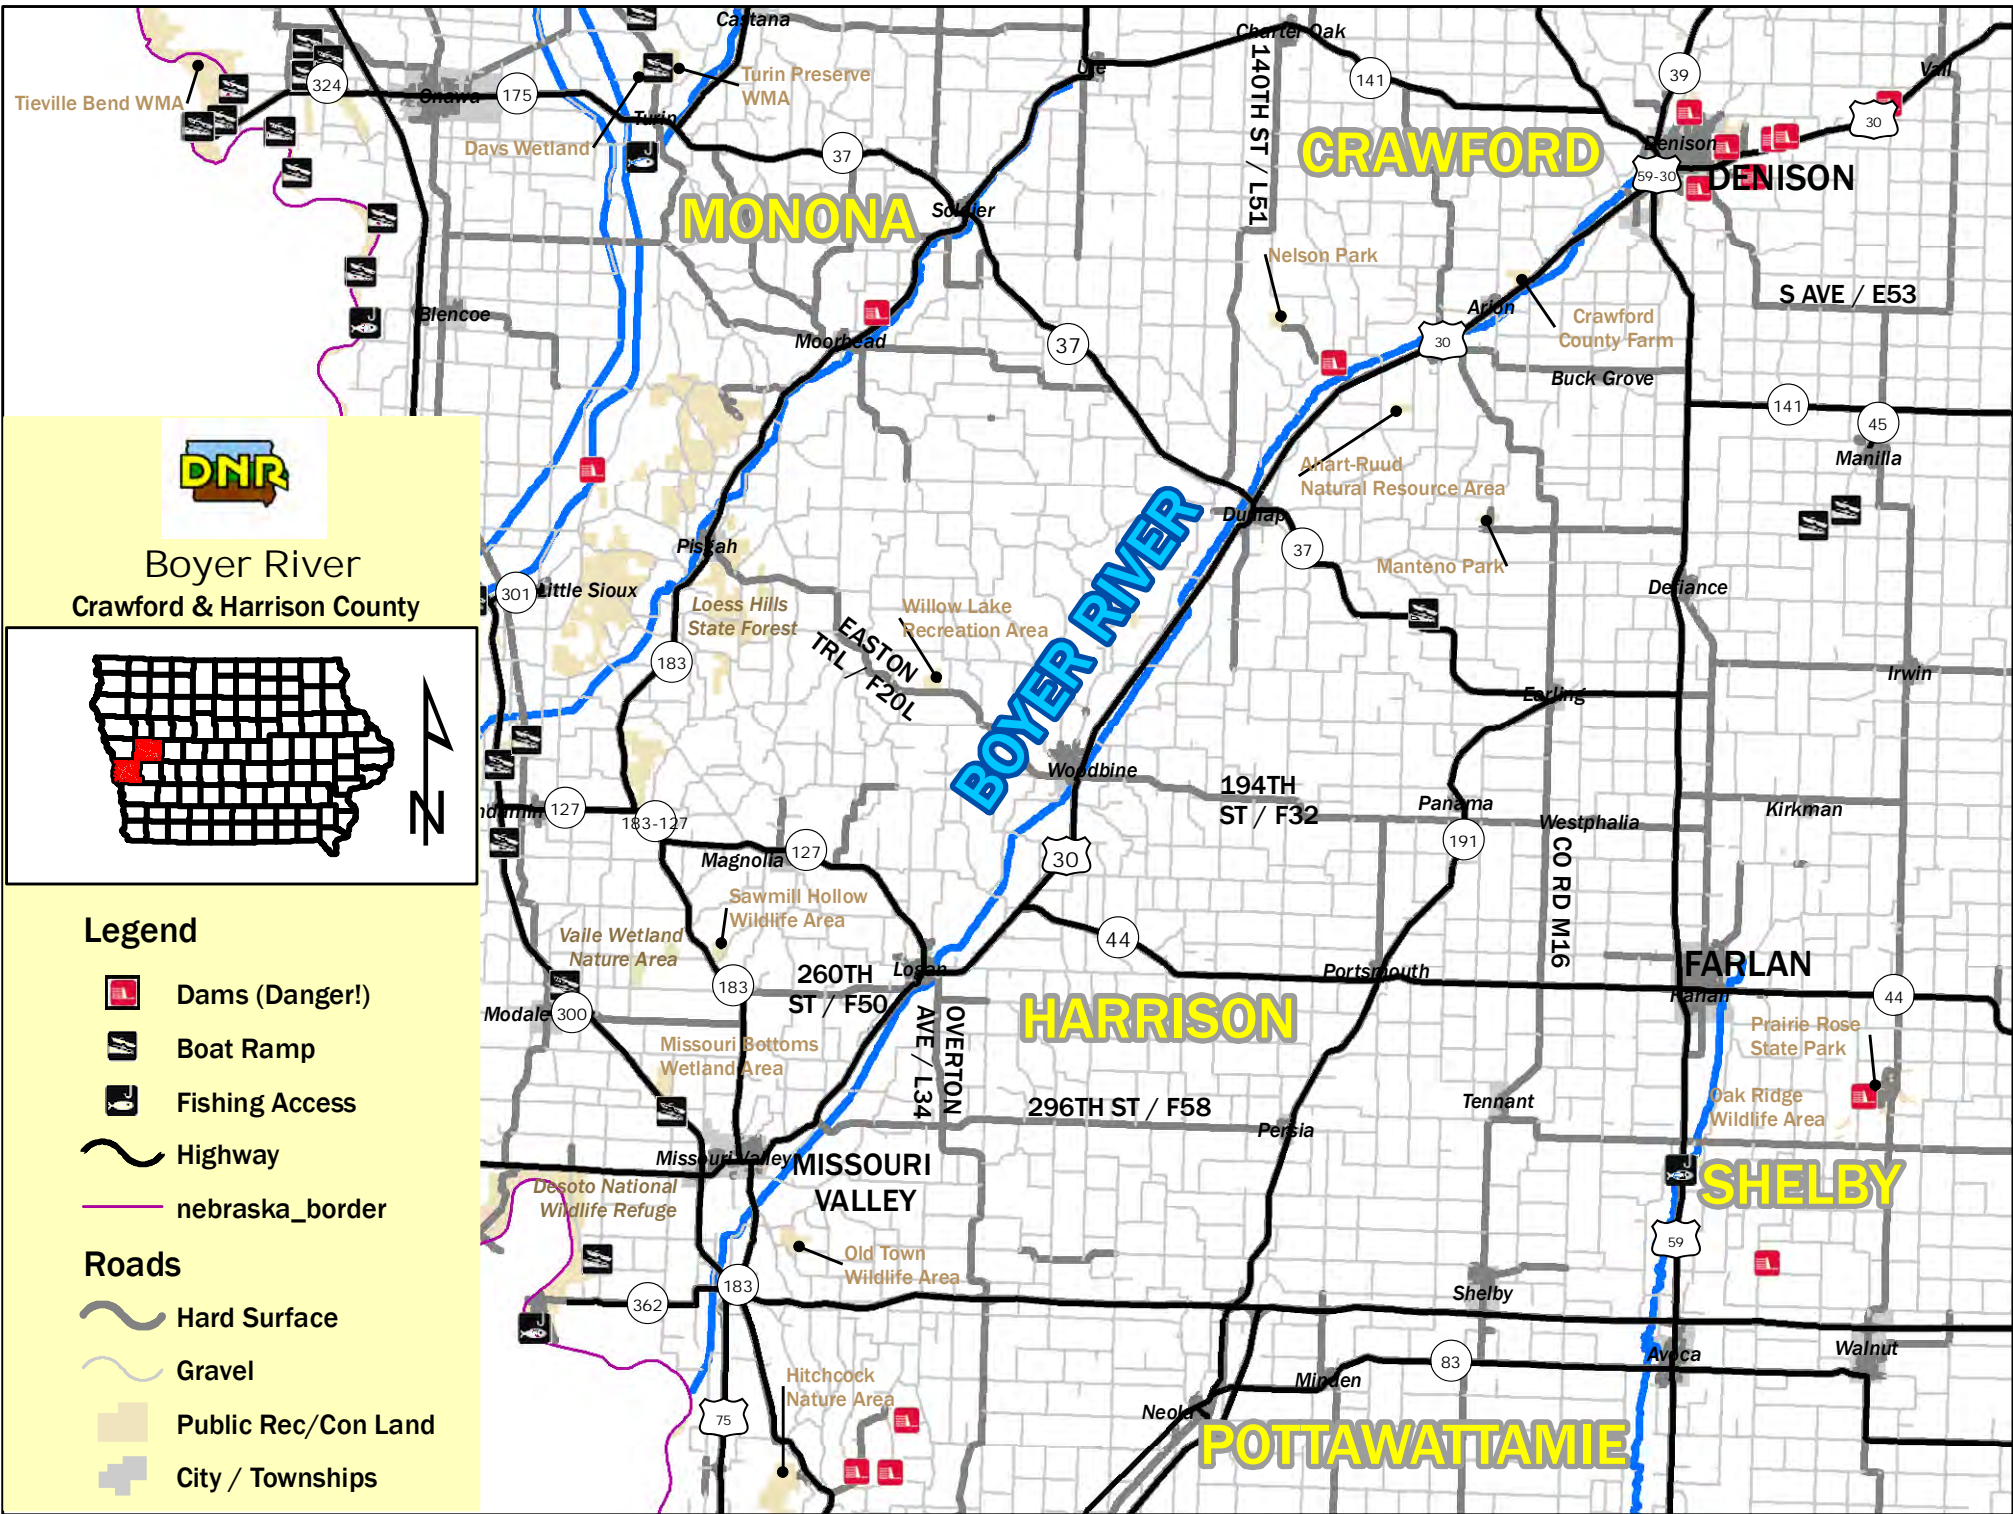 Castana
Charter Oak
Ute
Vail
39
141
324
Onawa
175
Turin Preserve
WMA
Tieville Bend WMA
Turin
Days Wetland
37
140TH ST / L51
CRAWFORD
30
Denison
59-30
DENISON
MONONA
Soldier
Nelson Park
S AVE / E53
Blencoe
Arion
Crawford
County Farm
Moorhead
37
30
Buck Grove
141
45
Manilla
DNR
Boyer River
Crawford & Harrison County
N
Ahart-Ruud
Natural Resource Area
Dunlap
37
Pisgah
Manteno Park
Defiance
301
Little Sioux
Loess Hills
State Forest
Willow Lake
Recreation Area
EASTON
TRL / F20L
BOYER RIVER
183
Irwin
Earling
Woodbine
194TH
ST / F32
Panama
Kirkman
127
183-127
Westphalia
191
Magnolia
127
30
CO RD M16
Sawmill Hollow
Wildlife Area
Vaile Wetland
Nature Area
44
FARLAN
Harlan
Logan
Portsmouth
260TH
ST / F50
183
44
Modale
300
HARRISON
OVERTON
AVE / L34
Prairie Rose
State Park
Missouri Bottoms
Wetland Area
296TH ST / F58
Tennant
Oak Ridge
Wildlife Area
Persia
Missouri Valley
MISSOURI
VALLEY
SHELBY
Desoto National
Wildlife Refuge
59
Old Town
Wildlife Area
183
362
Shelby
Avoca
Walnut
83
Minden
Hitchcock
Nature Area
Neola
75
POTTAWATTAMIE
Legend
Dams (Danger!)
Boat Ramp
Fishing Access
Highway
nebraska_border
Roads
Hard Surface
Gravel
Public Rec/Con Land
City / Townships